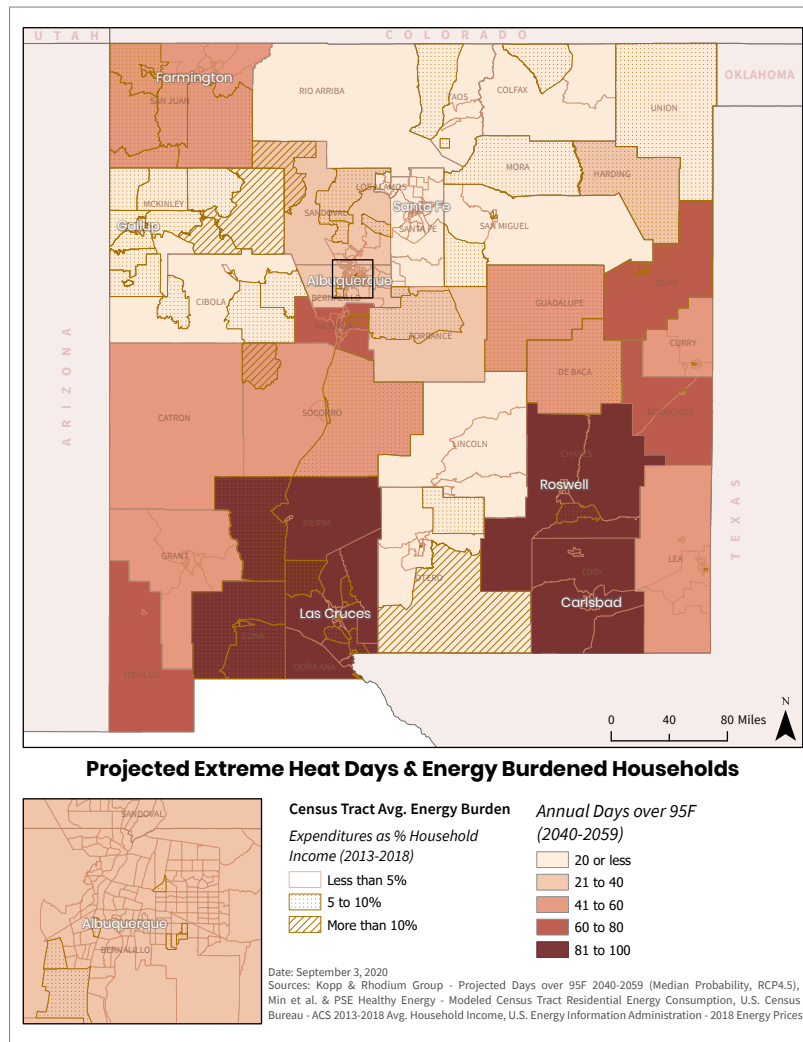 UTAH
COLORADO
OKLAHOMA
Farmington
SAN JUAN
RIO ARRIBA
TAOS
COLFAX
UNION
MORA
HARDING
MCKINLEY
LOS ALAMOS
Santa Fe
SANDOVAL
SANTA FE
Gallup
SAN MIGUEL
Albuquerque
QUAY
CIBOLA
BERNALILLO
GUADALUPE
VALENCIA
TORRANCE
CURRY
ARIZONA
DE BACA
CATRON
SOCORRO
ROOSEVELT
LINCOLN
CHAVES
Roswell
TEXAS
SIERRA
GRANT
OTERO
EDDY
LEA
Las Cruces
Carlsbad
LUNA
DOÑA ANA
HIDALGO
N
0 40 80 Miles
Projected Extreme Heat Days & Energy Burdened Households
SANDOVAL
Albuquerque
BERNALILLO
Census Tract Avg. Energy Burden
Expenditures as % Household
Income (2013-2018)
Less than 5%
5 to 10%
More than 10%
Annual Days over 95F
(2040-2059)
20 or less
21 to 40
41 to 60
60 to 80
81 to 100
Date: September 3, 2020
Sources: Kopp & Rhodium Group - Projected Days over 95F 2040-2059 (Median Probability, RCP4.5),
Min et al. & PSE Healthy Energy - Modeled Census Tract Residential Energy Consumption, U.S. Census
Bureau - ACS 2013-2018 Avg. Household Income, U.S. Energy Information Administration - 2018 Energy Prices